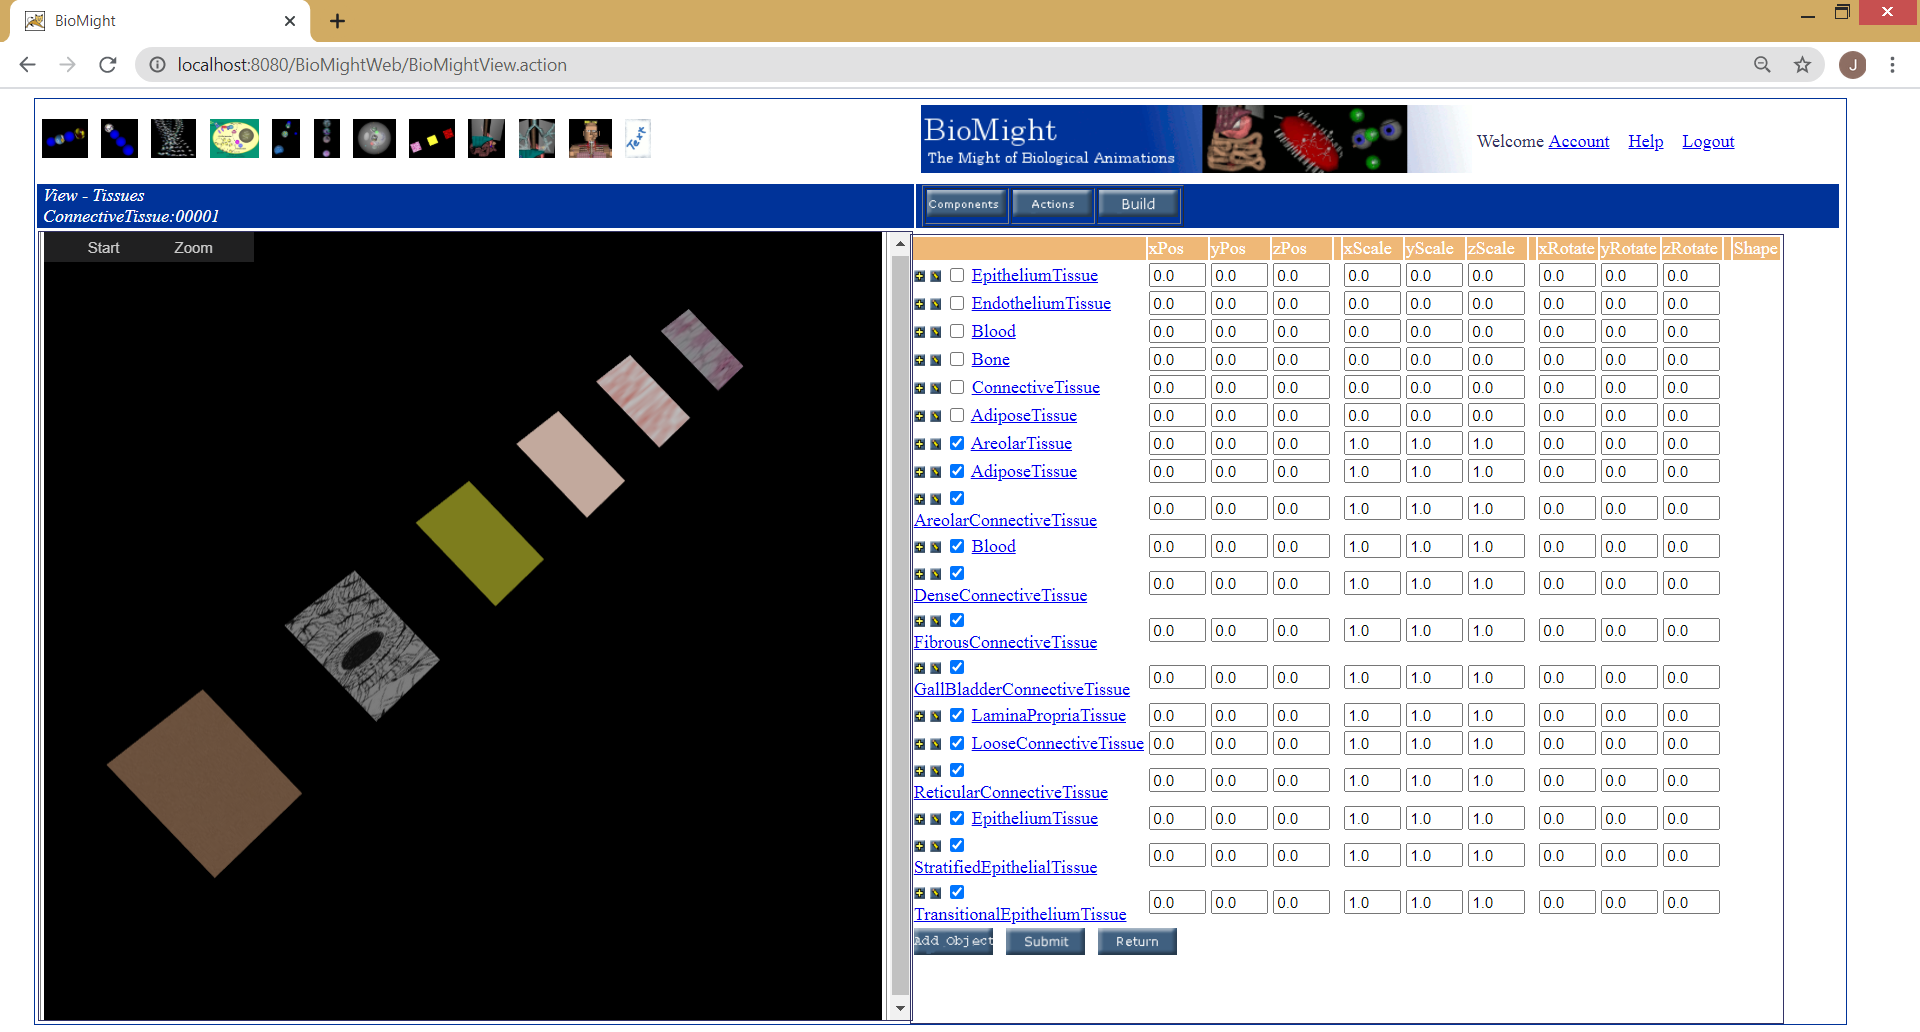 BioMight
localhost:8080/BioMightWeb/BioMightView.action
J
Text
BioMight
The Might of Biological Animations
Welcome Account Help Logout
View - Tissues
ConnectiveTissue:00001
Components Actions Build
Start Zoom
xPos yPos zPos xScale yScale zScale xRotate yRotate zRotate Shape
EpitheliumTissue 0.0 0.0 0.0 0.0 0.0 0.0 0.0 0.0 0.0
EndotheliumTissue 0.0 0.0 0.0 0.0 0.0 0.0 0.0 0.0 0.0
Blood 0.0 0.0 0.0 0.0 0.0 0.0 0.0 0.0 0.0
Bone 0.0 0.0 0.0 0.0 0.0 0.0 0.0 0.0 0.0
ConnectiveTissue 0.0 0.0 0.0 0.0 0.0 0.0 0.0 0.0 0.0
AdiposeTissue 0.0 0.0 0.0 0.0 0.0 0.0 0.0 0.0 0.0
AreolarTissue 0.0 0.0 0.0 1.0 1.0 1.0 0.0 0.0 0.0
AdiposeTissue 0.0 0.0 0.0 1.0 1.0 1.0 0.0 0.0 0.0
AreolarConnectiveTissue 0.0 0.0 0.0 1.0 1.0 1.0 0.0 0.0 0.0
Blood 0.0 0.0 0.0 1.0 1.0 1.0 0.0 0.0 0.0
DenseConnectiveTissue 0.0 0.0 0.0 1.0 1.0 1.0 0.0 0.0 0.0
FibrousConnectiveTissue 0.0 0.0 0.0 1.0 1.0 1.0 0.0 0.0 0.0
GallBladderConnectiveTissue 0.0 0.0 0.0 1.0 1.0 1.0 0.0 0.0 0.0
LaminaPropriaTissue 0.0 0.0 0.0 1.0 1.0 1.0 0.0 0.0 0.0
LooseConnectiveTissue 0.0 0.0 0.0 1.0 1.0 1.0 0.0 0.0 0.0
ReticularConnectiveTissue 0.0 0.0 0.0 1.0 1.0 1.0 0.0 0.0 0.0
EpitheliumTissue 0.0 0.0 0.0 1.0 1.0 1.0 0.0 0.0 0.0
StratifiedEpithelialTissue 0.0 0.0 0.0 1.0 1.0 1.0 0.0 0.0 0.0
TransitionalEpitheliumTissue 0.0 0.0 0.0 1.0 1.0 1.0 0.0 0.0 0.0
Add Object Submit Return